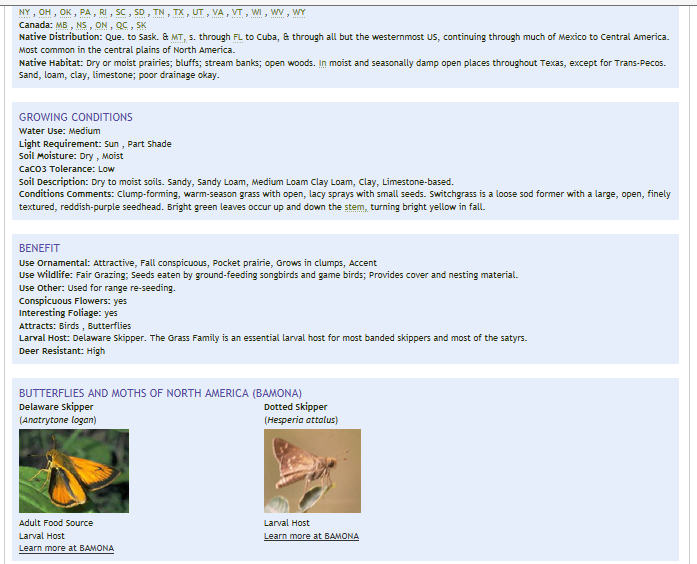 NY , OH , OK , PA , RI , SC , SD , TN , TX , UT , VA , VT , WI , WV , WY
Canada: MB , NS , ON , QC , SK
Native Distribution: Que. to Sask. & MT, s. through FL to Cuba, & through all but the westernmost US, continuing through much of Mexico to Central America.
Most common in the central plains of North America.
Native Habitat: Dry or moist prairies; bluffs; stream banks; open woods. In moist and seasonally damp open places throughout Texas, except for Trans-Pecos.
Sand, loam, clay, limestone; poor drainage okay.
GROWING CONDITIONS
Water Use: Medium
Light Requirement: Sun , Part Shade
Soil Moisture: Dry , Moist
CaCO3 Tolerance: Low
Soil Description: Dry to moist soils. Sandy, Sandy Loam, Medium Loam Clay Loam, Clay, Limestone-based.
Conditions Comments: Clump-forming, warm-season grass with open, lacy sprays with small seeds. Switchgrass is a loose sod former with a large, open, finely
textured, reddish-purple seedhead. Bright green leaves occur up and down the stem, turning bright yellow in fall.
BENEFIT
Use Ornamental: Attractive, Fall conspicuous, Pocket prairie, Grows in clumps, Accent
Use Wildlife: Fair Grazing; Seeds eaten by ground-feeding songbirds and game birds; Provides cover and nesting material.
Use Other: Used for range re-seeding.
Conspicuous Flowers: yes
Interesting Foliage: yes
Attracts: Birds , Butterflies
Larval Host: Delaware Skipper. The Grass Family is an essential larval host for most banded skippers and most of the satyrs.
Deer Resistant: High
BUTTERFLIES AND MOTHS OF NORTH AMERICA (BAMONA)
Delaware Skipper
(Anatrytone logan)
Adult Food Source
Larval Host
Learn more at BAMONA
Dotted Skipper
(Hesperia attalus)
Larval Host
Learn more at BAMONA